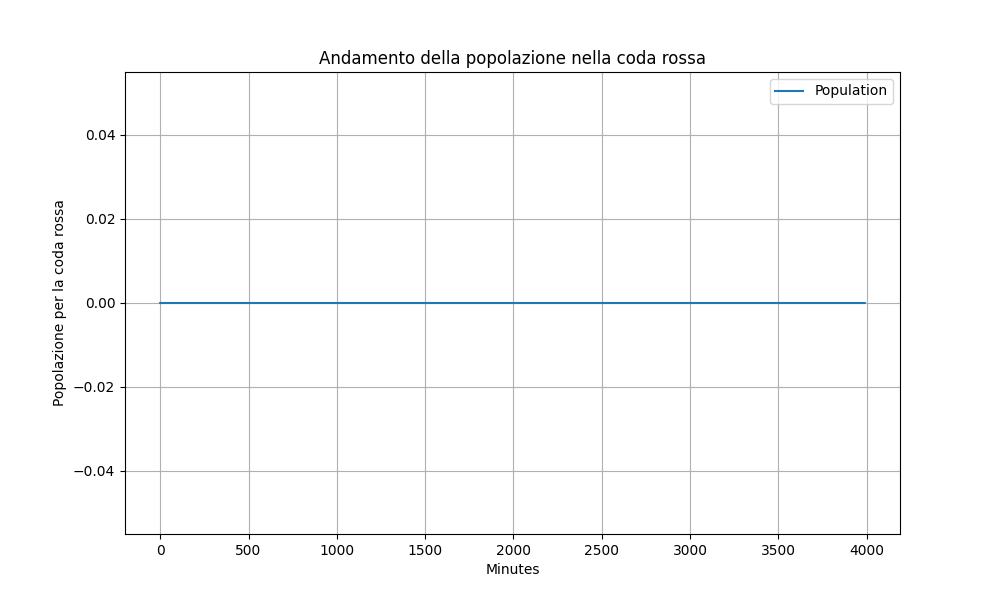 Andamento della popolazione nella coda rossa
Population
Popolazione per la coda rossa
0.04
0.02
0.00
−0.02
−0.04
0 500 1000 1500 2000 2500 3000 3500 4000
Minutes